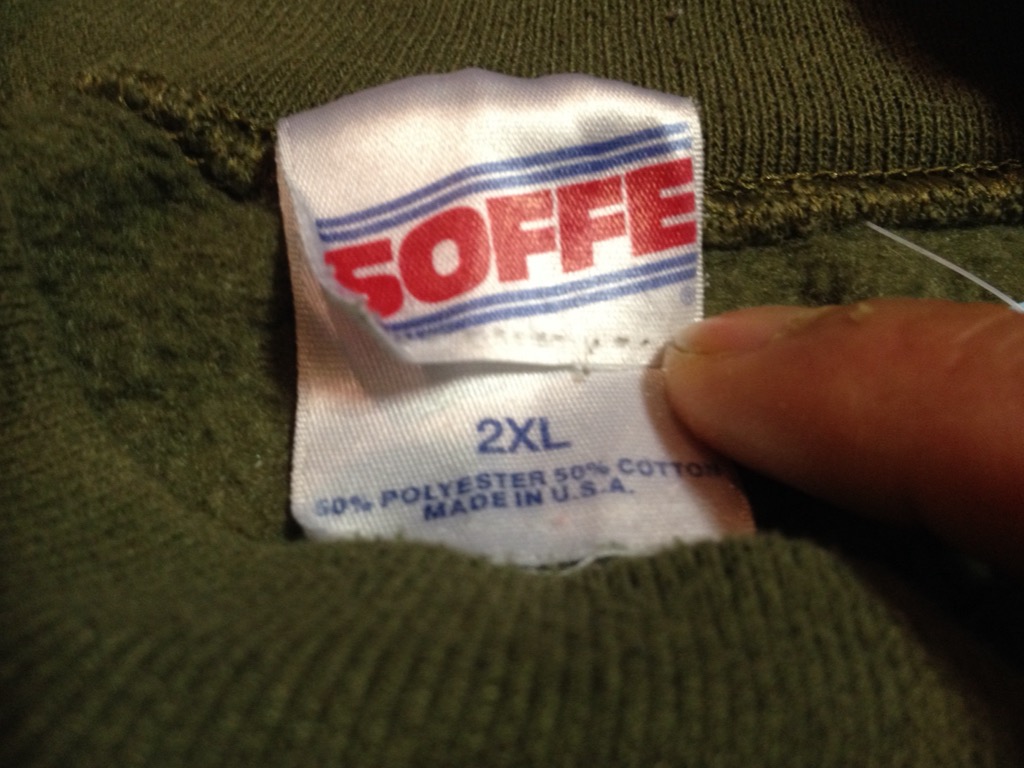 SOFFE
2XL
50% POLYESTER 50% COTTON
MADE IN U.S.A.